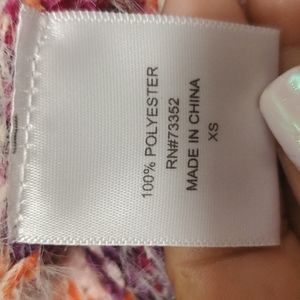 100% POLYESTER
RN#73352
MADE IN CHINA
XS